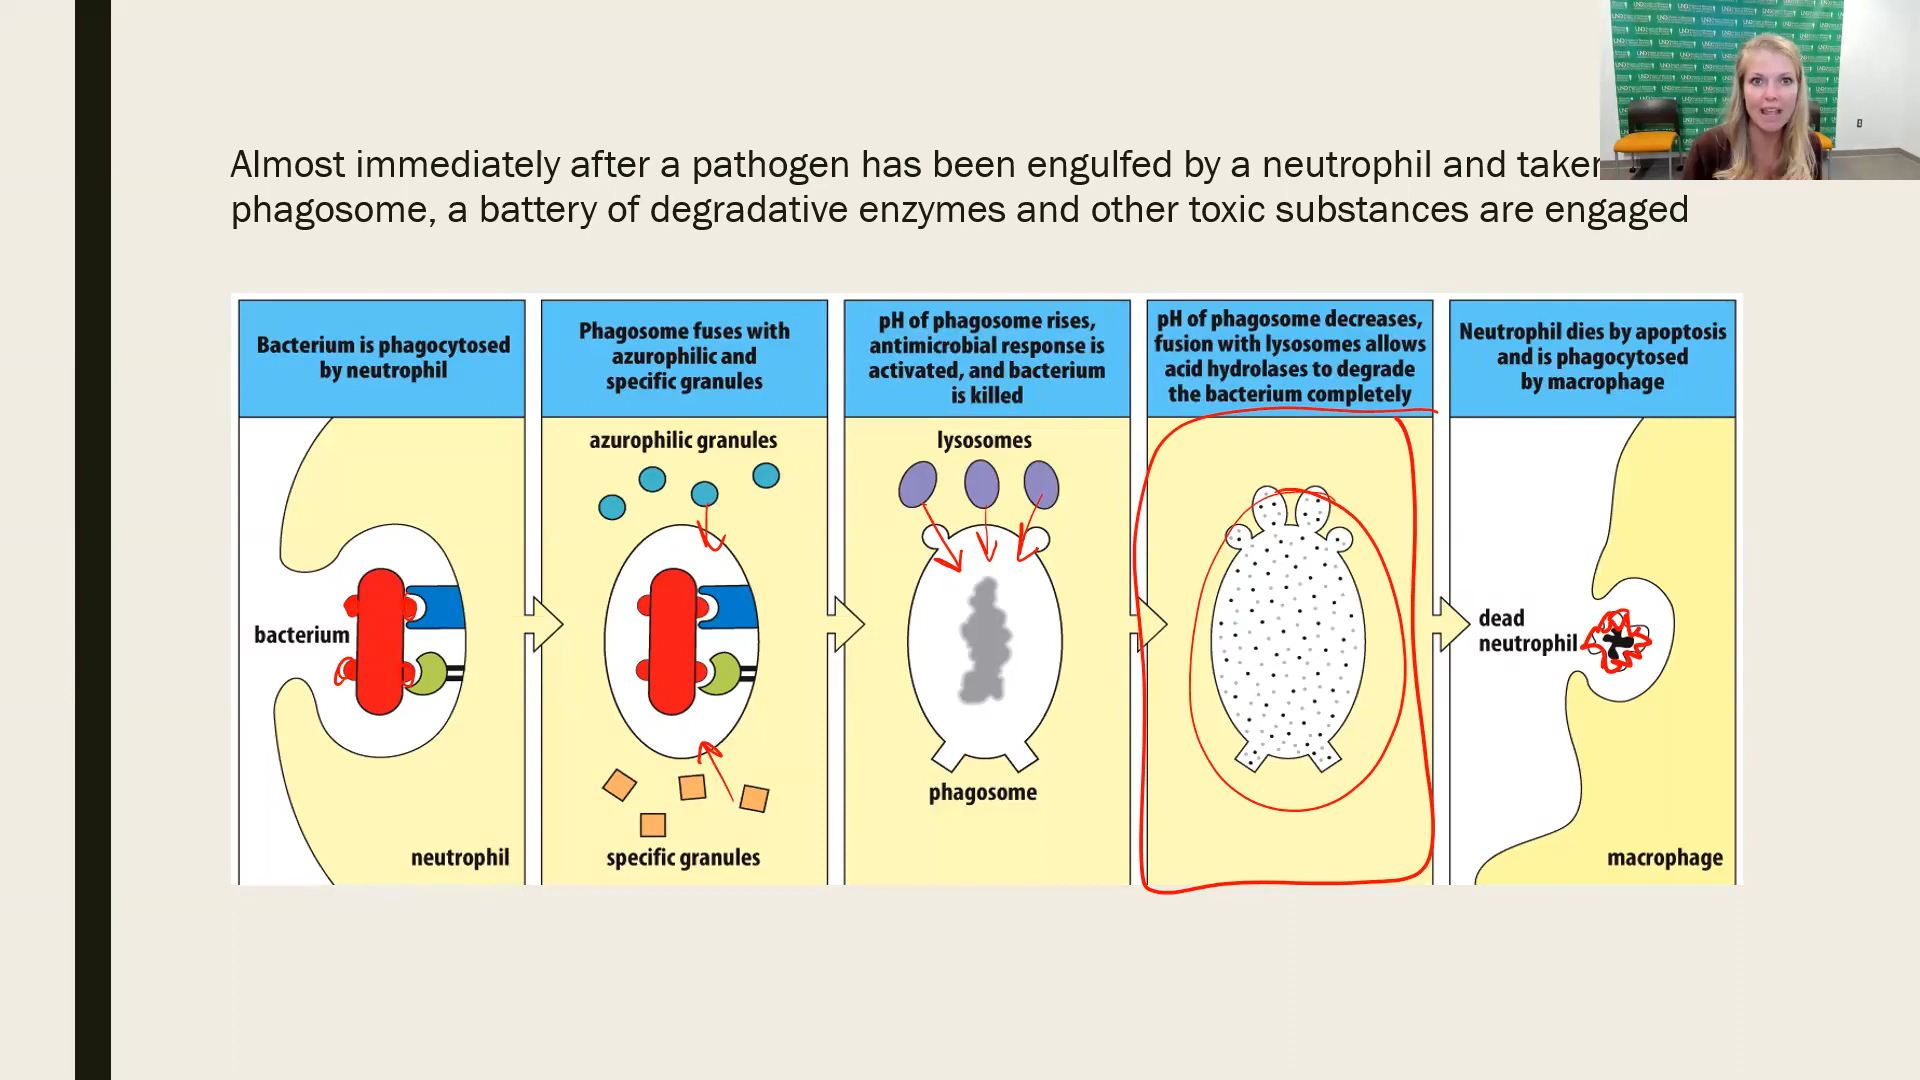 Almost immediately after a pathogen has been engulfed by a neutrophil and taken
phagosome, a battery of degradative enzymes and other toxic substances are engaged
Bacterium is phagocytosed
by neutrophil
bacterium
neutrophil
Phagosome fuses with
azurophilic and
specific granules
azurophilic granules
specific granules
pH of phagosome rises,
antimicrobial response is
activated, and bacterium
is killed
lysosomes
phagosome
pH of phagosome decreases,
fusion with lysosomes allows
acid hydrolases to degrade
the bacterium completely
Neutrophil dies by apoptosis
and is phagocytosed
by macrophage
dead
neutrophil
macrophage